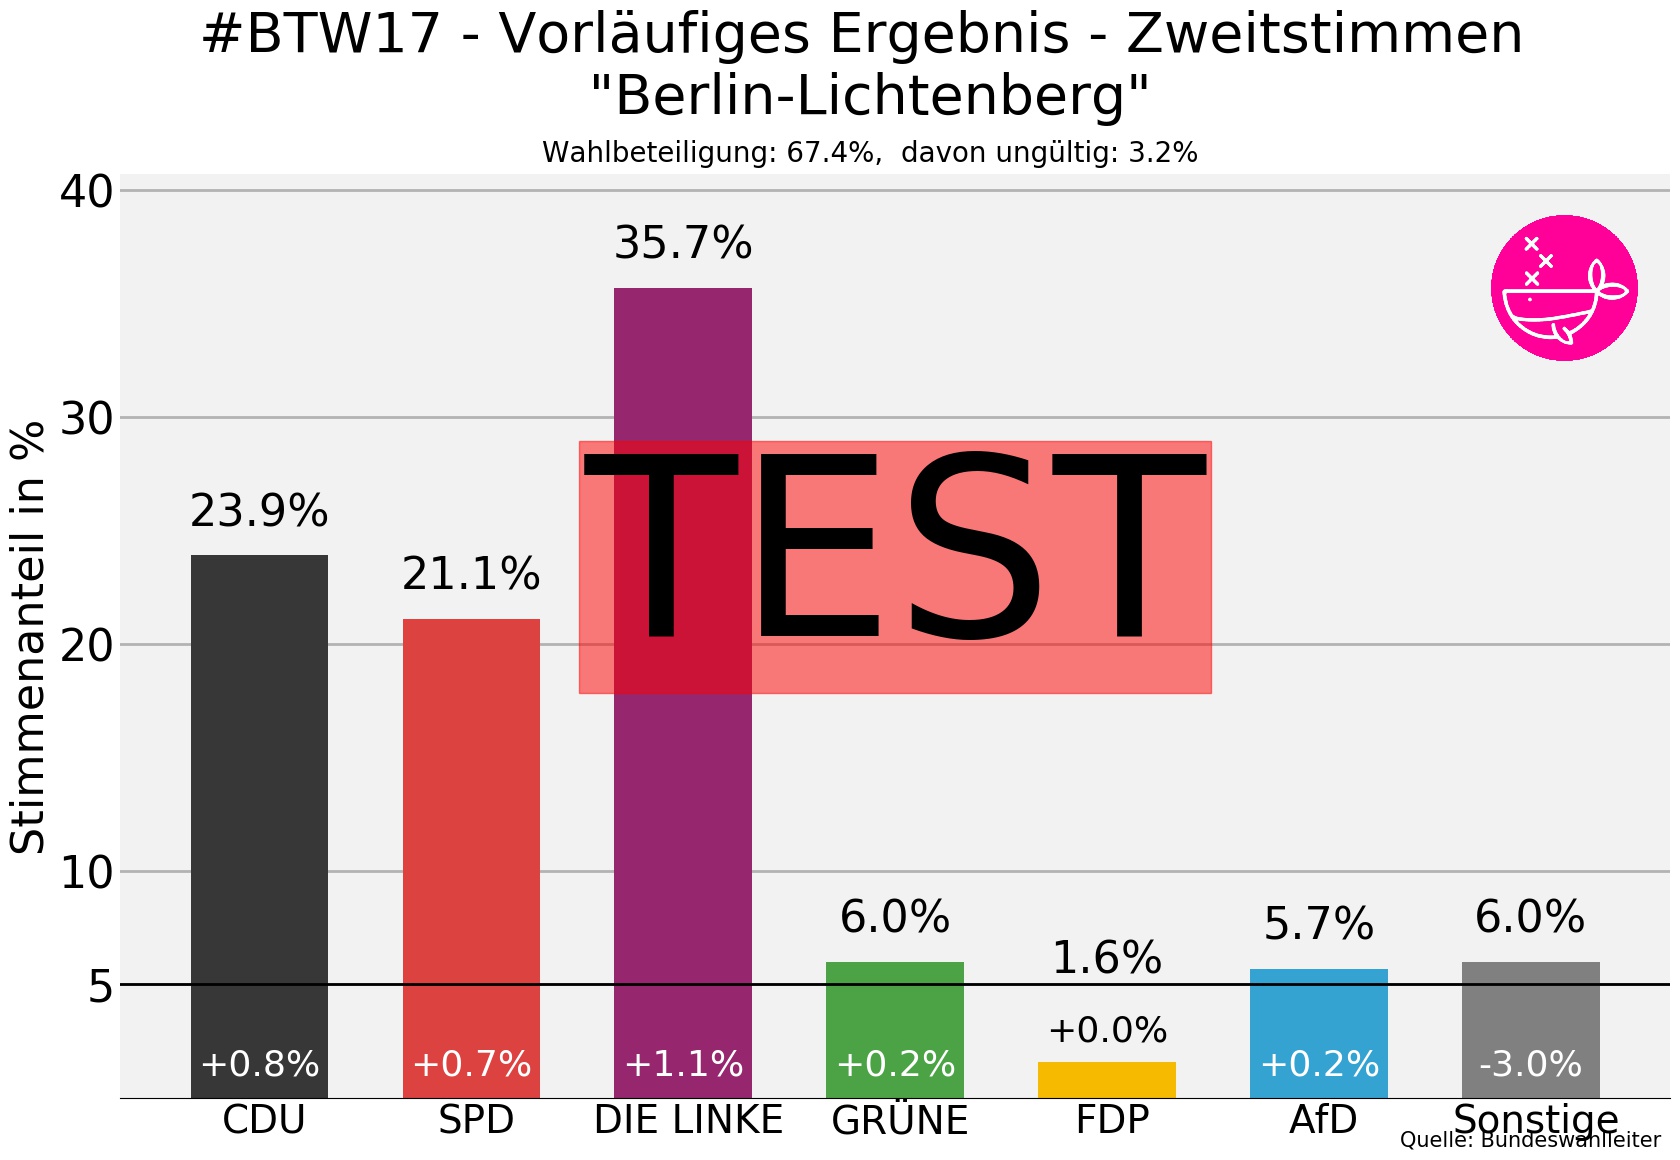 #BTW17 - Vorläufiges Ergebnis - Zweitstimmen
"Berlin-Lichtenberg"
Wahlbeteiligung: 67.4%,  davon ungültig: 3.2%
Stimmenanteil in %
40
30
20
10
5
23.9%
21.1%
35.7%
6.0%
1.6%
5.7%
6.0%
TEST
+0.8%
+0.7%
+1.1%
+0.2%
+0.0%
+0.2%
-3.0%
CDU
SPD
DIE LINKE
GRÜNE
FDP
AfD
Sonstige
Quelle: Bundeswahlleiter